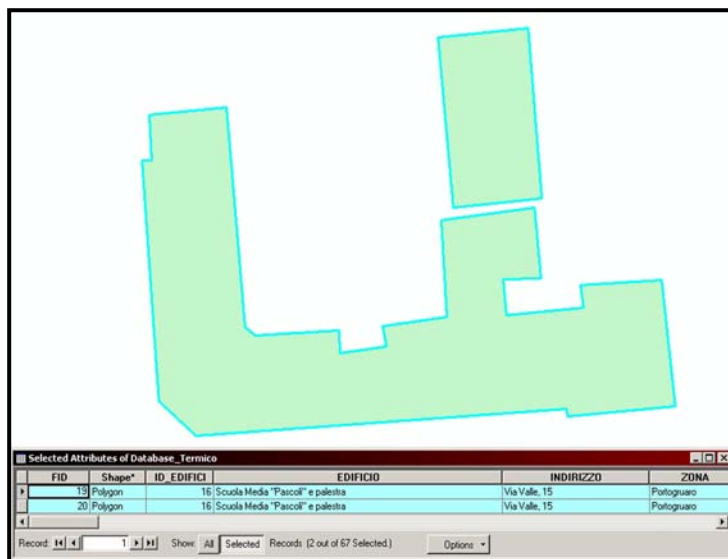 Selected Attributes of Database_Termico
FID Shape* ID_EDIFICI EDIFICIO INDIRIZZO ZONA
19 Polygon 16 Scuola Media "Pascoli" e palestra Via Valle, 15 Portogruaro
20 Polygon 16 Scuola Media "Pascoli" e palestra Via Valle, 15 Portogruaro
Record: 1 Show: All Selected Records (2 out of 67 Selected.) Options